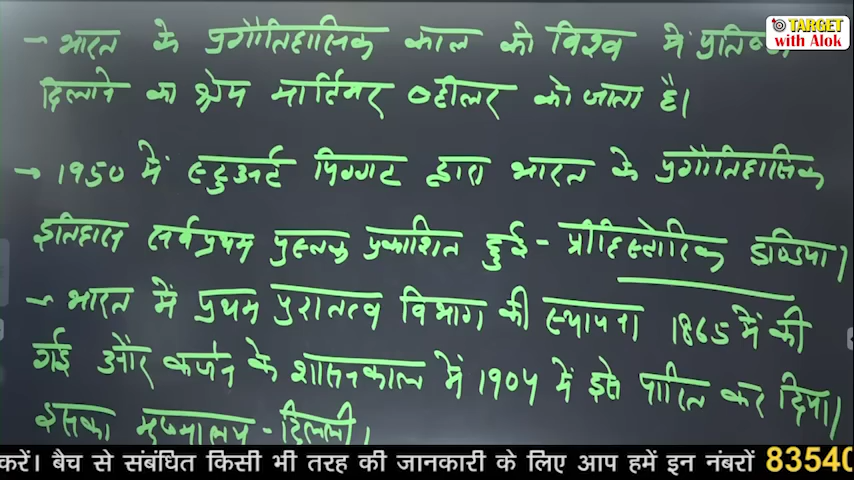 TARGET
with Alok
→ भारत के प्रागैतिहासिक काल को विश्व में
दिलाने का श्रेय मार्टिमर व्हीलर को जाता है।
→ 1950 में स्टुअर्ट पिग्गट द्वारा भारत के प्रागैतिहासिक
इतिहास सर्वप्रथम पुस्तक प्रकाशित हुई - प्रीहिस्तोरिक इण्डिया।
→ भारत में प्रथम पुरातत्व विभाग की स्थापना 1865 में की
गई और कर्जन के शासनकाल में 1904 में इसे पारित कर दिया।
इसका मुख्यालय - दिल्ली।
करें। बैच से संबंधित किसी भी तरह की जानकारी के लिए आप हमें इन नंबरों 83540